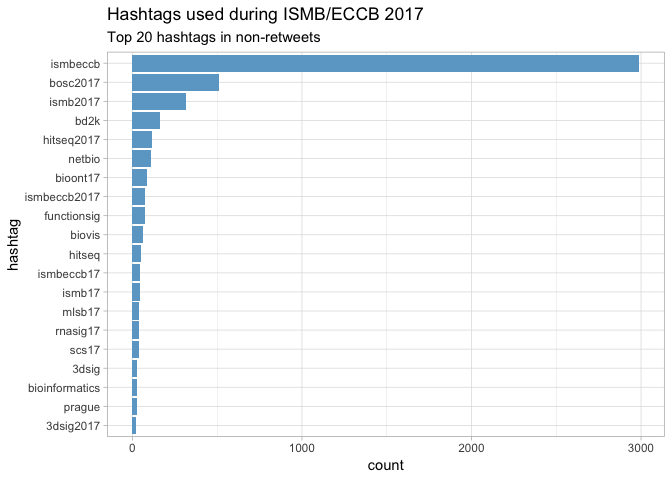 Hashtags used during ISMB/ECCB 2017
Top 20 hashtags in non-retweets
ismbeccb
bosc2017
ismb2017
bd2k
hitseq2017
netbio
bioont17
ismbeccb2017
functionsig
biovis
hitseq
ismbeccb17
ismb17
mlsb17
rnasig17
scs17
3dsig
bioinformatics
prague
3dsig2017
hashtag
0 1000 2000 3000
count